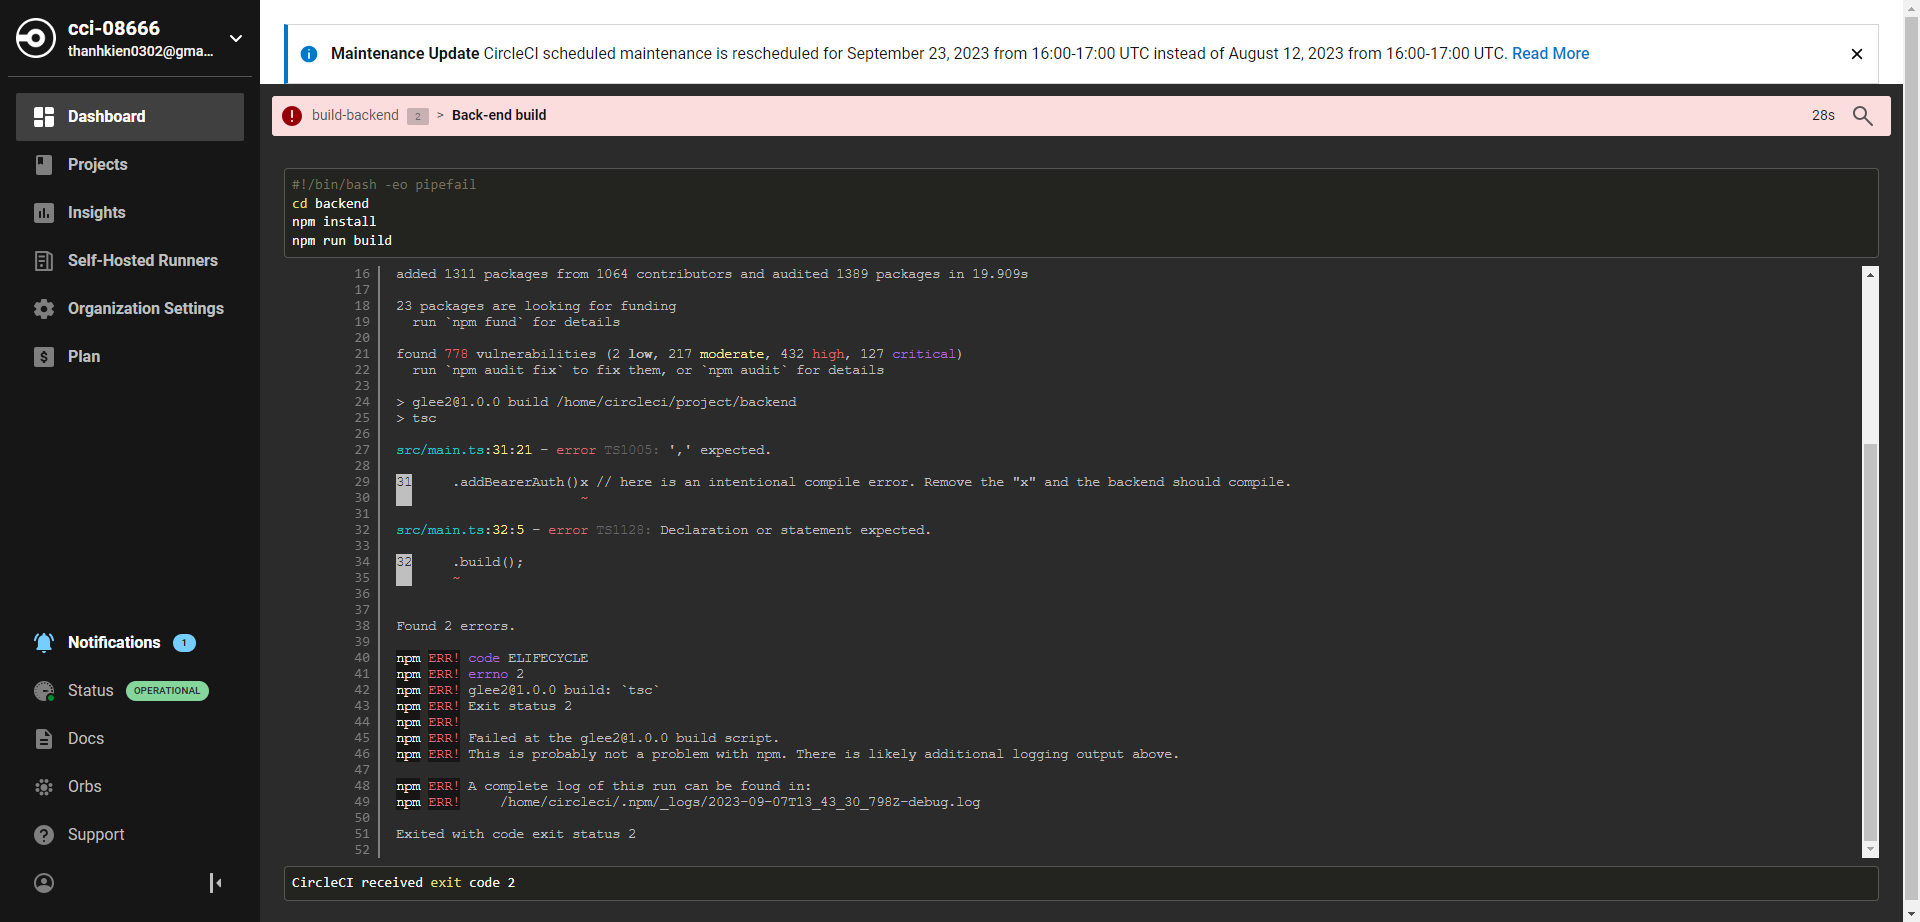 cci-08666
thanhkien0302@gma...
Dashboard
Projects
Insights
Self-Hosted Runners
Organization Settings
Plan
Notifications 1
Status OPERATIONAL
Docs
Orbs
Support
Maintenance Update CircleCI scheduled maintenance is rescheduled for September 23, 2023 from 16:00-17:00 UTC instead of August 12, 2023 from 16:00-17:00 UTC. Read More
build-backend 2 > Back-end build 28s
#!/bin/bash -eo pipefail
cd backend
npm install
npm run build
16 added 1311 packages from 1064 contributors and audited 1389 packages in 19.909s
17
18 23 packages are looking for funding
19 run `npm fund` for details
20
21 found 778 vulnerabilities (2 low, 217 moderate, 432 high, 127 critical)
22 run `npm audit fix` to fix them, or `npm audit` for details
23
24 > glee2@1.0.0 build /home/circleci/project/backend
25 > tsc
26
27 src/main.ts:31:21 - error TS1005: ',' expected.
28
29 31 .addBearerAuth()x // here is an intentional compile error. Remove the "x" and the backend should compile.
30 ~
31
32 src/main.ts:32:5 - error TS1128: Declaration or statement expected.
33
34 32 .build();
35 ~
36
37
38 Found 2 errors.
39
40 npm ERR! code ELIFECYCLE
41 npm ERR! errno 2
42 npm ERR! glee2@1.0.0 build: `tsc`
43 npm ERR! Exit status 2
44 npm ERR!
45 npm ERR! Failed at the glee2@1.0.0 build script.
46 npm ERR! This is probably not a problem with npm. There is likely additional logging output above.
47
48 npm ERR! A complete log of this run can be found in:
49 npm ERR! /home/circleci/.npm/_logs/2023-09-07T13_43_30_798Z-debug.log
50
51 Exited with code exit status 2
52
CircleCI received exit code 2